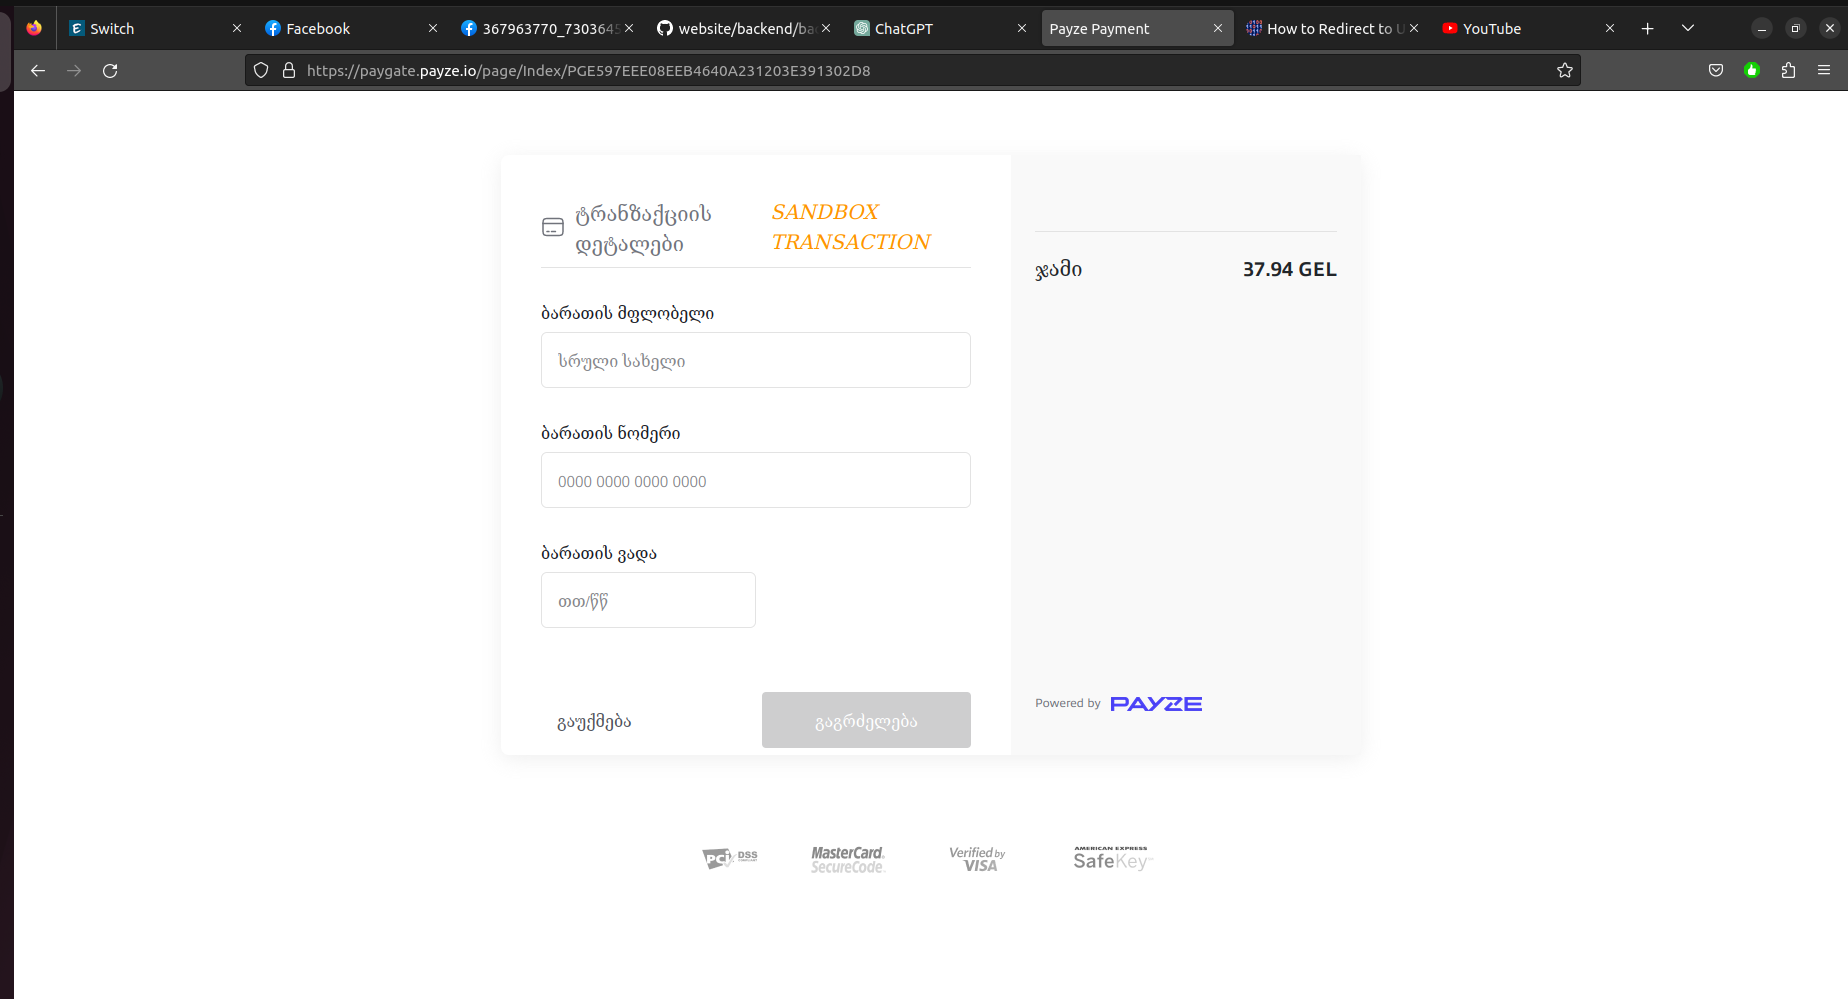 Switch
Facebook
367963770_7303645
website/backend/bac
ChatGPT
Payze Payment
How to Redirect to U
YouTube
https://paygate.payze.io/page/Index/PGE597EEE08EEB4640A231203E391302D8
ტრანზაქციის
დეტალები
SANDBOX
TRANSACTION
ჯამი
37.94 GEL
ბარათის მფლობელი
სრული სახელი
ბარათის ნომერი
0000 0000 0000 0000
ბარათის ვადა
თთ/წწ
გაუქმება
გაგრძელება
Powered by PAYZE
PCI DSS
MasterCard.
SecureCode.
Verified by
VISA
AMERICAN EXPRESS
SafeKey